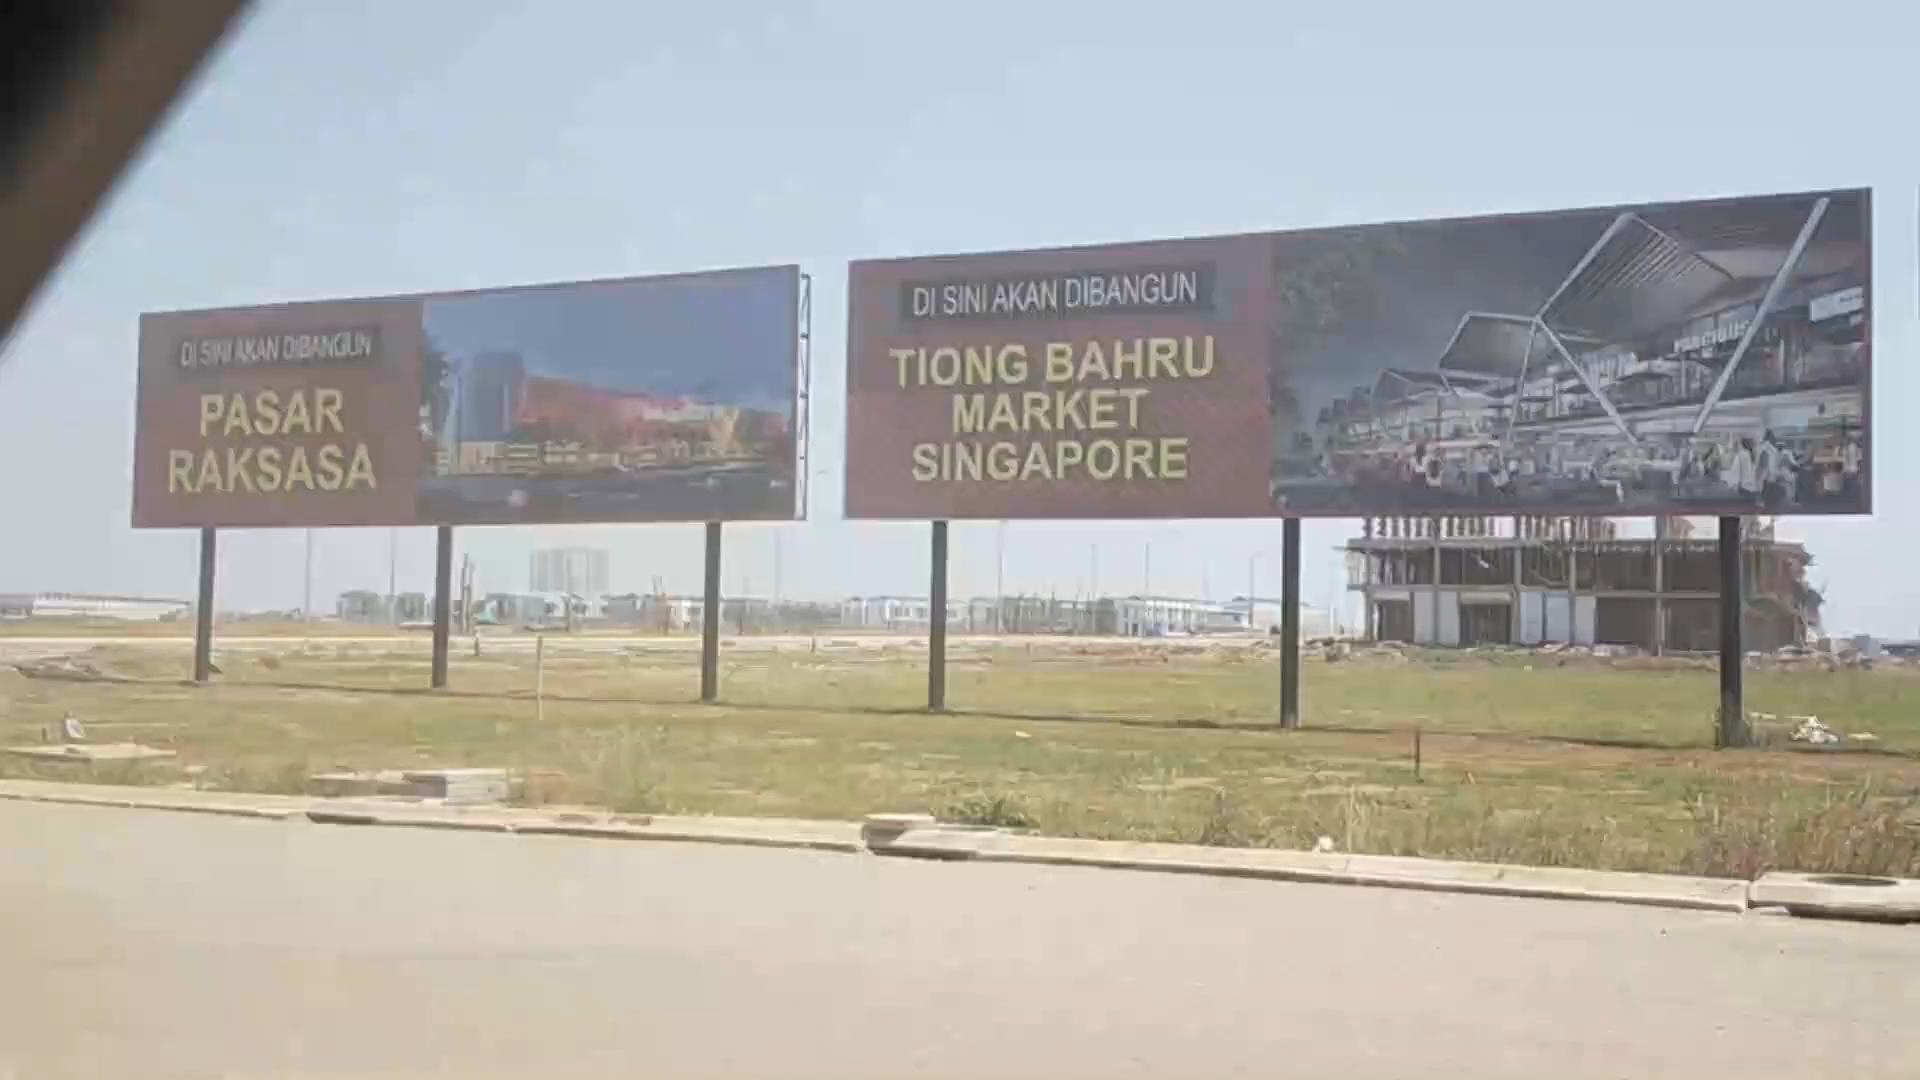 DI SINI AKAN DIBANGUN
PASAR
RAKSASA
DI SINI AKAN DIBANGUN
TIONG BAHRU
MARKET
SINGAPORE